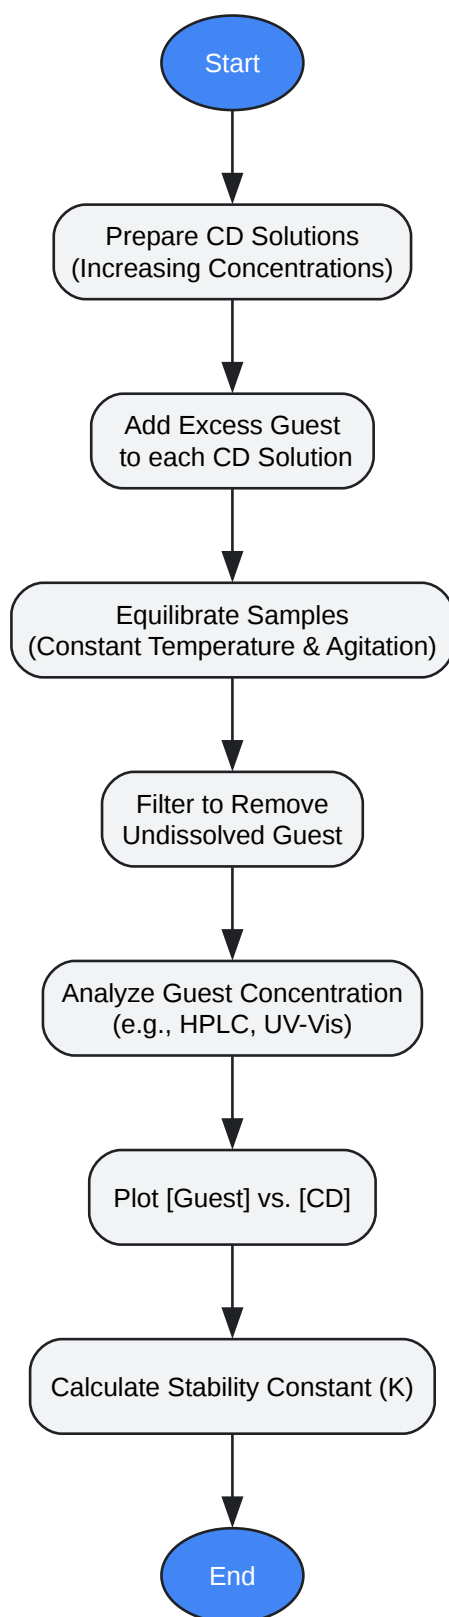 Start
Prepare CD Solutions
(Increasing Concentrations)
Add Excess Guest
to each CD Solution
Equilibrate Samples
(Constant Temperature & Agitation)
Filter to Remove
Undissolved Guest
Analyze Guest Concentration
(e.g., HPLC, UV-Vis)
Plot [Guest] vs. [CD]
Calculate Stability Constant (K)
End